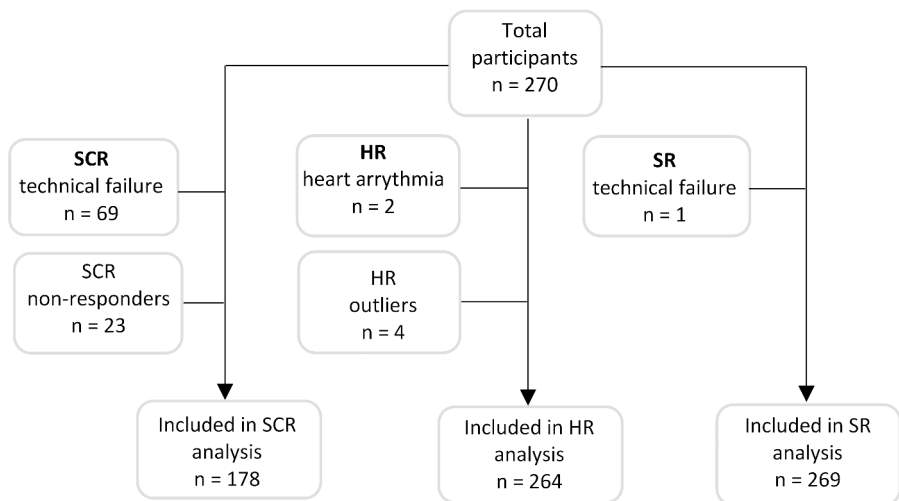 Total
participants
n = 270
SCR
technical failure
n = 69
HR
heart arrythmia
n = 2
SR
technical failure
n = 1
SCR
non-responders
n = 23
HR
outliers
n = 4
Included in SCR
analysis
n = 178
Included in HR
analysis
n = 264
Included in SR
analysis
n = 269